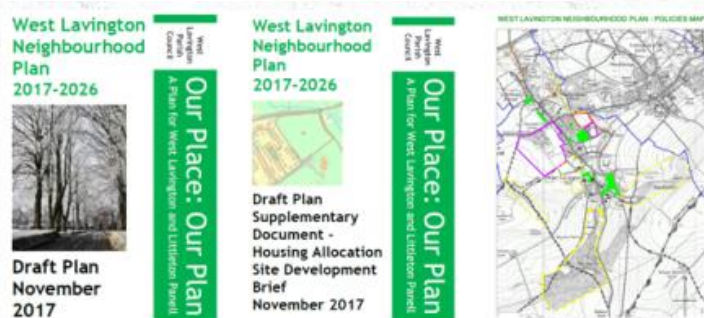 West Lavington
Neighbourhood
Plan
2017-2026
Draft Plan
November
2017
West
Lavington
Parish
Council
Our Place: Our Plan
A Plan for West Lavington and Littleton Panell
West Lavington
Neighbourhood
Plan
2017-2026
Draft Plan
Supplementary
Document -
Housing Allocation
Site Development
Brief
November 2017
West
Lavington
Parish
Council
Our Place: Our Plan
A Plan for West Lavington and Littleton Panell
WEST LAVINGTON NEIGHBOURHOOD PLAN - POLICIES MAP